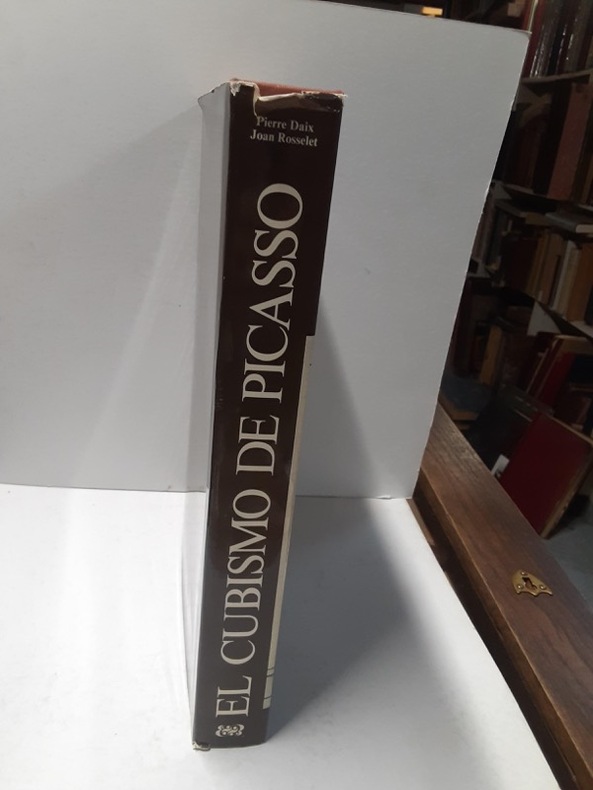 Pierre Daix
Joan Rosselet
EL CUBISMO DE PICASSO